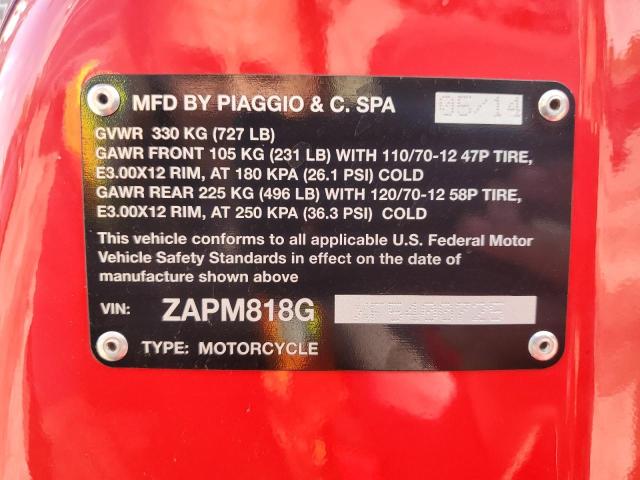 MFD BY PIAGGIO & C. SPA 05/14
GVWR 330 KG (727 LB)
GAWR FRONT 105 KG (231 LB) WITH 110/70-12 47P TIRE,
E3.00X12 RIM, AT 180 KPA (26.1 PSI) COLD
GAWR REAR 225 KG (496 LB) WITH 120/70-12 58P TIRE,
E3.00X12 RIM, AT 250 KPA (36.3 PSI) COLD
This vehicle conforms to all applicable U.S. Federal Motor
Vehicle Safety Standards in effect on the date of
manufacture shown above
VIN: ZAPM818G
TYPE: MOTORCYCLE